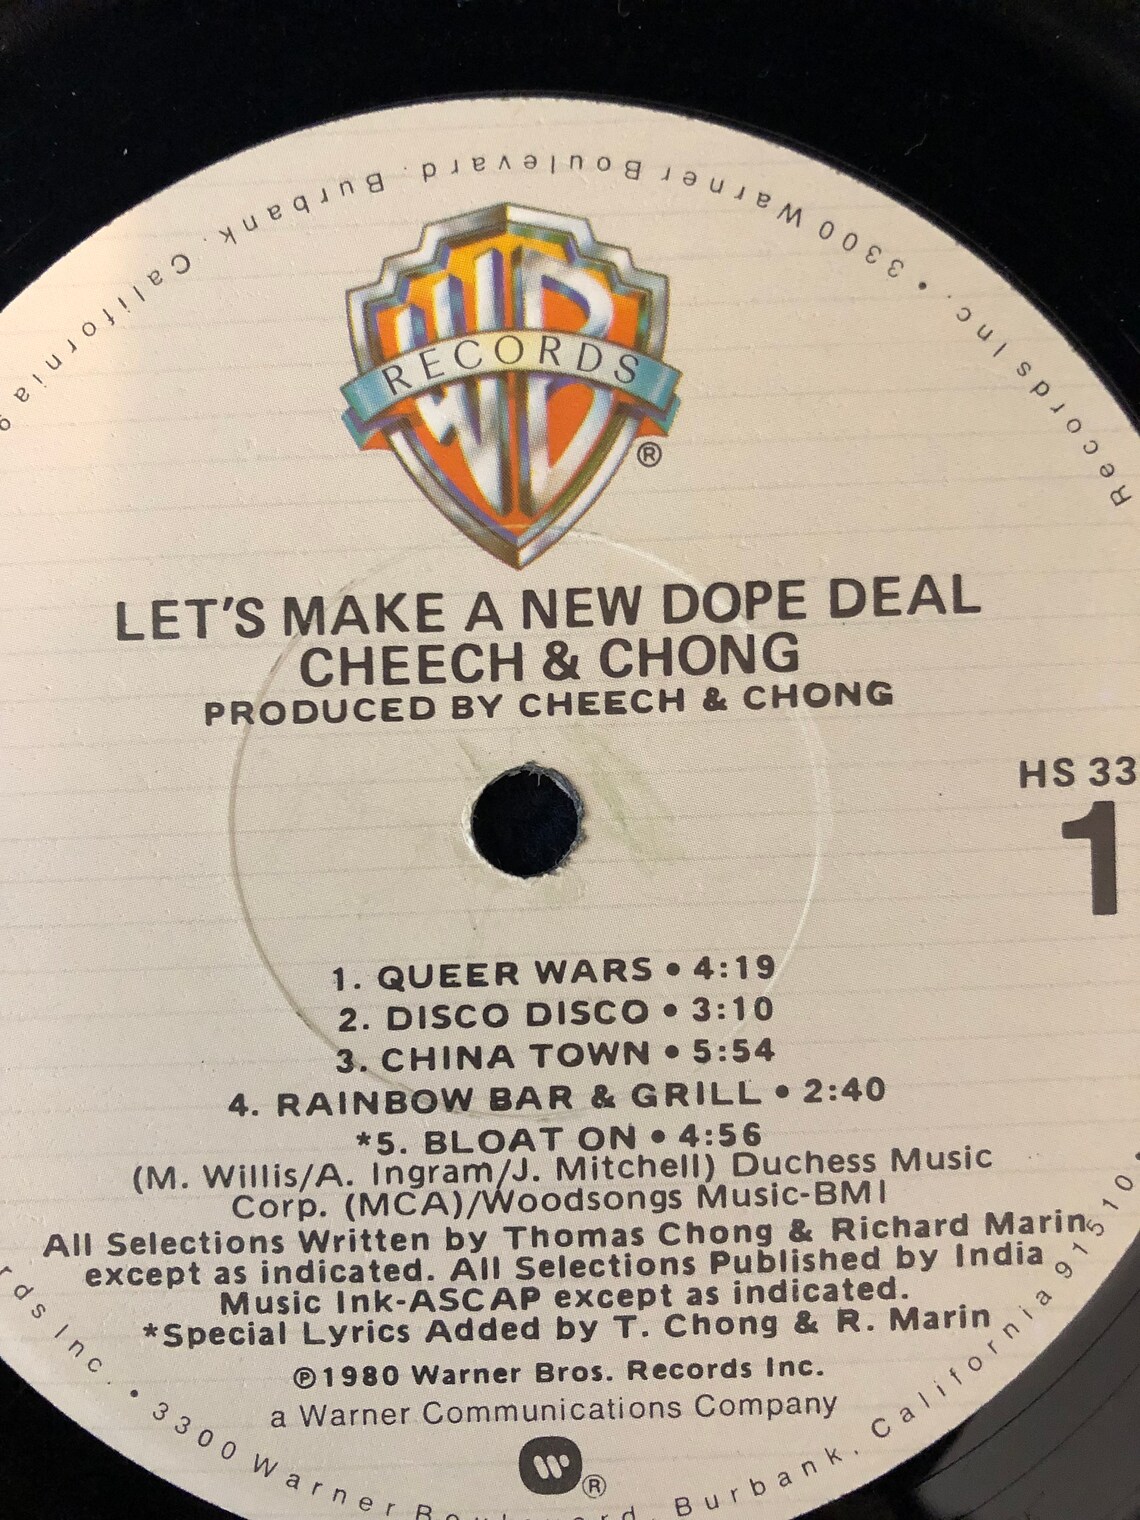 Records Inc. • 3300 Warner Boulevard. Burbank. California 9
WB
RECORDS
®
LET'S MAKE A NEW DOPE DEAL
CHEECH & CHONG
PRODUCED BY CHEECH & CHONG
HS 33
1
1. QUEER WARS • 4:19
2. DISCO DISCO • 3:10
3. CHINA TOWN • 5:54
4. RAINBOW BAR & GRILL • 2:40
*5. BLOAT ON • 4:56
(M. Willis/A. Ingram/J. Mitchell) Duchess Music
Corp. (MCA)/Woodsongs Music-BMI
All Selections Written by Thomas Chong & Richard Marin
except as indicated. All Selections Published by India
Music Ink-ASCAP except as indicated.
*Special Lyrics Added by T. Chong & R. Marin
℗1980 Warner Bros. Records Inc.
a Warner Communications Company
®
rds Inc. • 3300 Warner Boulevard. Burbank. California 91510 •